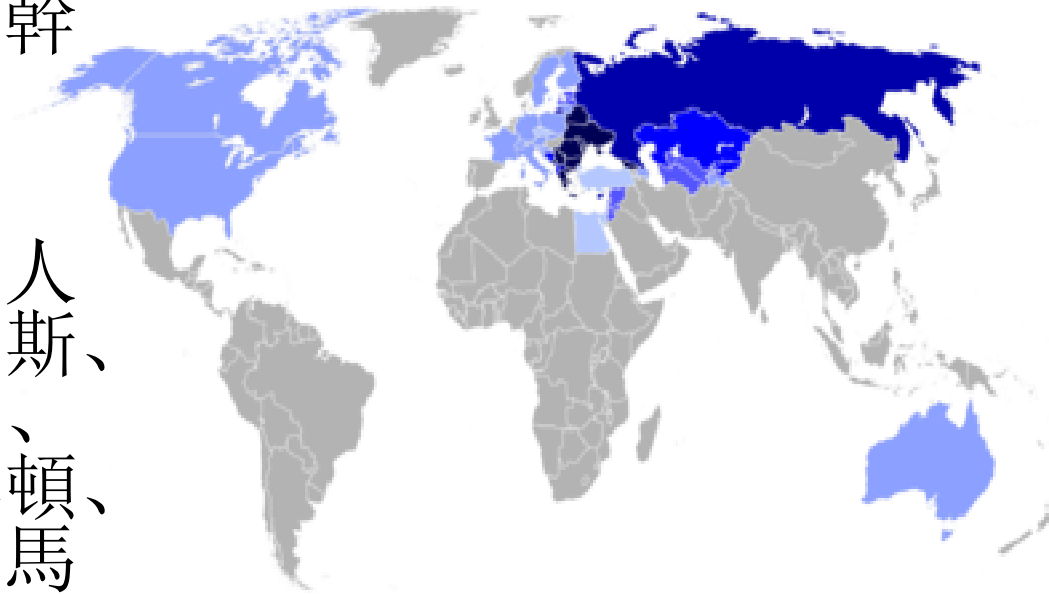 幹
人
斯、
、
頓、
馬